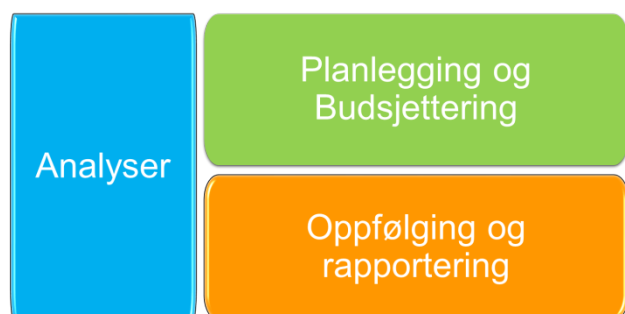 Analyser
Planlegging og
Budsjettering
Oppfølging og
rapportering